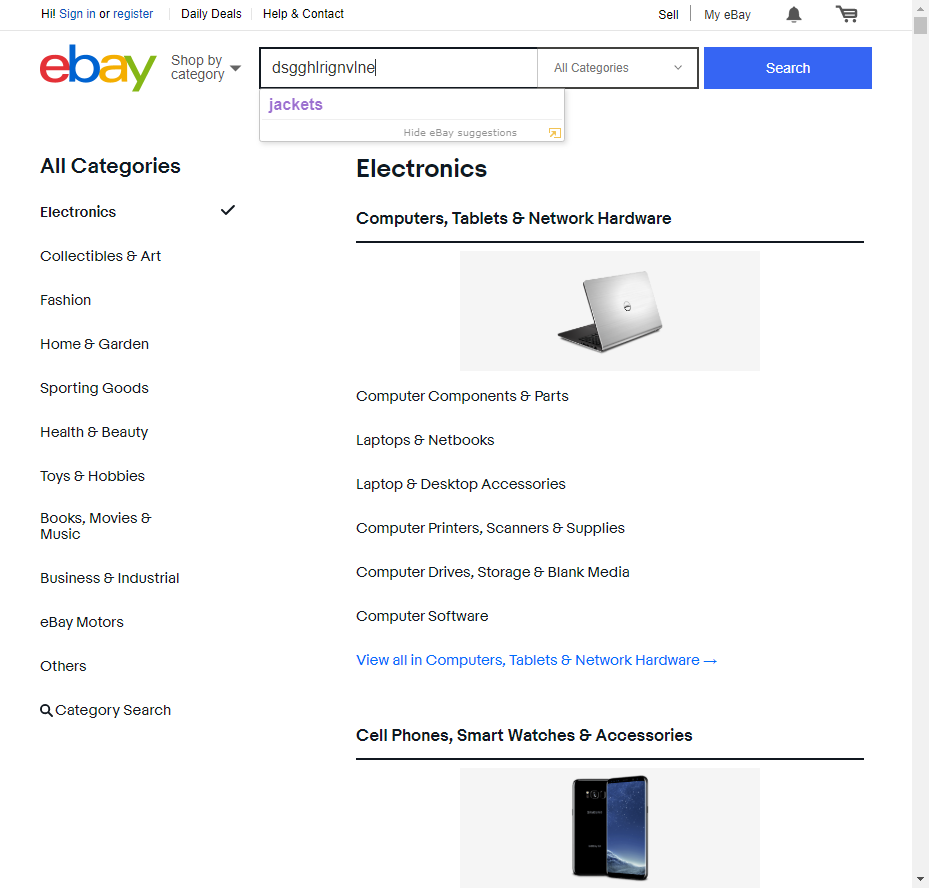 Hi! Sign in or register
Daily Deals
Help & Contact
Sell
My eBay
ebay
Shop by
category
dsgghlrignvlne
All Categories
Search
jackets
Hide eBay suggestions
All Categories
Electronics
Collectibles & Art
Fashion
Home & Garden
Sporting Goods
Health & Beauty
Toys & Hobbies
Books, Movies &
Music
Business & Industrial
eBay Motors
Others
Category Search
Electronics
Computers, Tablets & Network Hardware
Computer Components & Parts
Laptops & Netbooks
Laptop & Desktop Accessories
Computer Printers, Scanners & Supplies
Computer Drives, Storage & Blank Media
Computer Software
View all in Computers, Tablets & Network Hardware →
Cell Phones, Smart Watches & Accessories